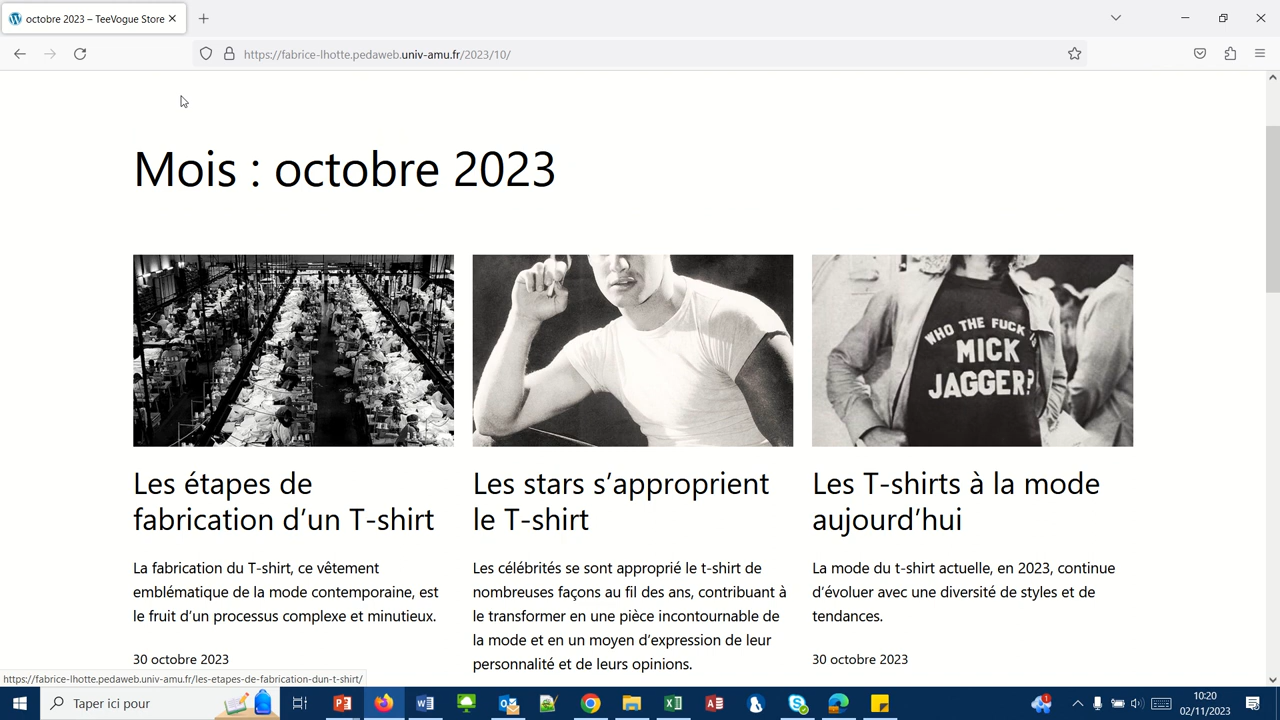 octobre 2023 – TeeVogue Store
https://fabrice-lhotte.pedaweb.univ-amu.fr/2023/10/
Mois : octobre 2023
WHO THE FUCK IS
MICK
JAGGER?
Les étapes de
fabrication d’un T-shirt
La fabrication du T-shirt, ce vêtement
emblématique de la mode contemporaine, est
le fruit d’un processus complexe et minutieux.
30 octobre 2023
Les stars s’approprient
le T-shirt
Les célébrités se sont approprié le t-shirt de
nombreuses façons au fil des ans, contribuant à
le transformer en une pièce incontournable de
la mode et en un moyen d’expression de leur
personnalité et de leurs opinions.
Les T-shirts à la mode
aujourd’hui
La mode du t-shirt actuelle, en 2023, continue
d’évoluer avec une diversité de styles et de
tendances.
30 octobre 2023
https://fabrice-lhotte.pedaweb.univ-amu.fr/les-etapes-de-fabrication-dun-t-shirt/
Taper ici pour
10:20
02/11/2023